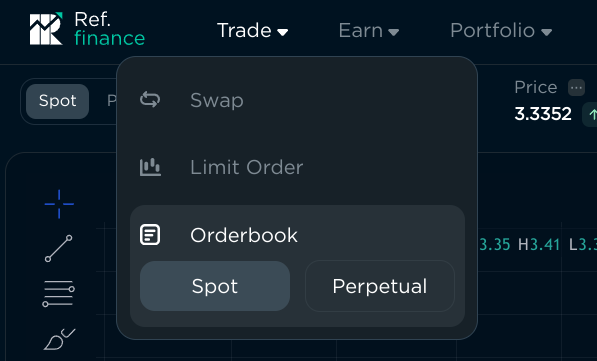 Ref.
finance
Trade
Earn
Portfolio
Spot
P
Price
3.3352
Swap
Limit Order
Orderbook
3.35 H3.41 L3.
Spot
Perpetual